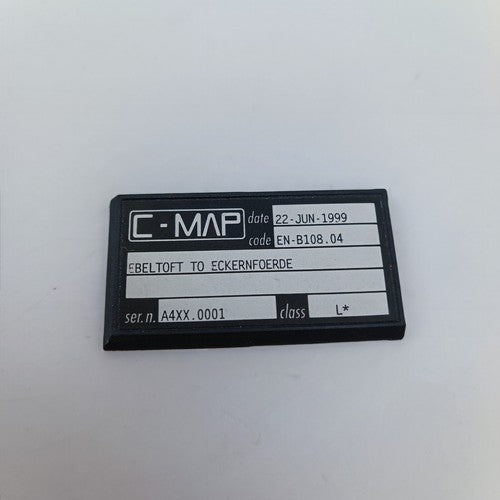 C-MAP date 22-JUN-1999
code EN-B108.04
EBELTOFT TO ECKERNFOERDE
ser. n. A4XX.0001 class L*